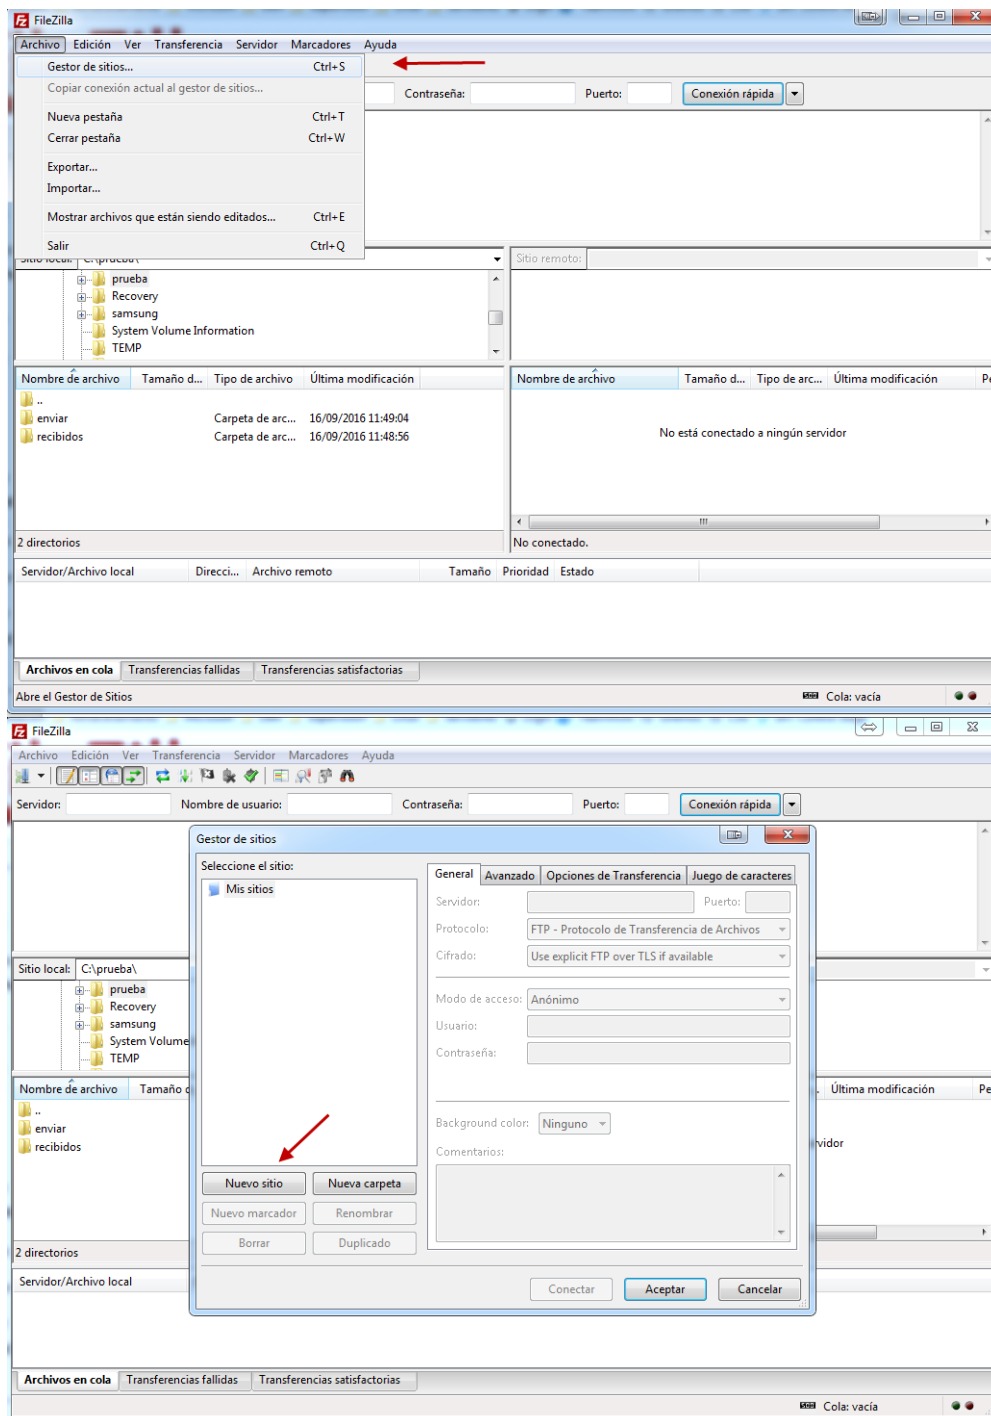 FileZilla
Archivo Edición Ver Transferencia Servidor Marcadores Ayuda
Gestor de sitios... Ctrl+S
Copiar conexión actual al gestor de sitios...
Contraseña: Puerto: Conexión rápida
Nueva pestaña Ctrl+T
Cerrar pestaña Ctrl+W
Exportar...
Importar...
Mostrar archivos que están siendo editados... Ctrl+E
Salir Ctrl+Q
Sitio local: C:\prueba\ Sitio remoto:
prueba
Recovery
samsung
System Volume Information
TEMP
Nombre de archivo Tamaño d... Tipo de archivo Última modificación Nombre de archivo Tamaño d... Tipo de arc... Última modificación Pe
..
enviar Carpeta de arc... 16/09/2016 11:49:04
recibidos Carpeta de arc... 16/09/2016 11:48:56
No está conectado a ningún servidor
2 directorios No conectado.
Servidor/Archivo local Direcci... Archivo remoto Tamaño Prioridad Estado
Archivos en cola Transferencias fallidas Transferencias satisfactorias
Abre el Gestor de Sitios Cola: vacía
FileZilla
Archivo Edición Ver Transferencia Servidor Marcadores Ayuda
Servidor: Nombre de usuario: Contraseña: Puerto: Conexión rápida
Gestor de sitios
Seleccione el sitio:
Mis sitios
General Avanzado Opciones de Transferencia Juego de caracteres
Servidor: Puerto:
Protocolo: FTP - Protocolo de Transferencia de Archivos
Cifrado: Use explicit FTP over TLS if available
Modo de acceso: Anónimo
Usuario:
Contraseña:
Background color: Ninguno
Comentarios:
Nuevo sitio Nueva carpeta
Nuevo marcador Renombrar
Borrar Duplicado
Conectar Aceptar Cancelar
Sitio local: C:\prueba\
prueba
Recovery
samsung
System Volume
TEMP
Nombre de archivo Tamaño d . Última modificación Pe
..
enviar
recibidos
rvidor
2 directorios
Servidor/Archivo local
Archivos en cola Transferencias fallidas Transferencias satisfactorias
Cola: vacía